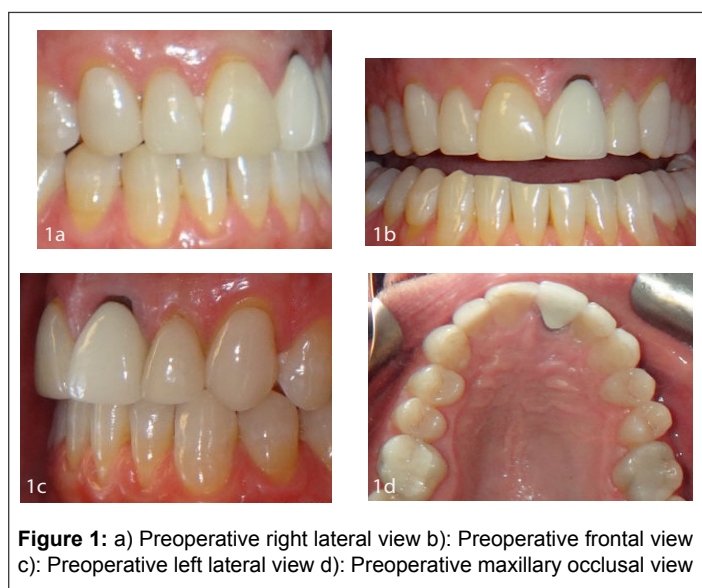 1a
1b
1c
1d
Figure 1: a) Preoperative right lateral view b): Preoperative frontal view
c): Preoperative left lateral view d): Preoperative maxillary occlusal view